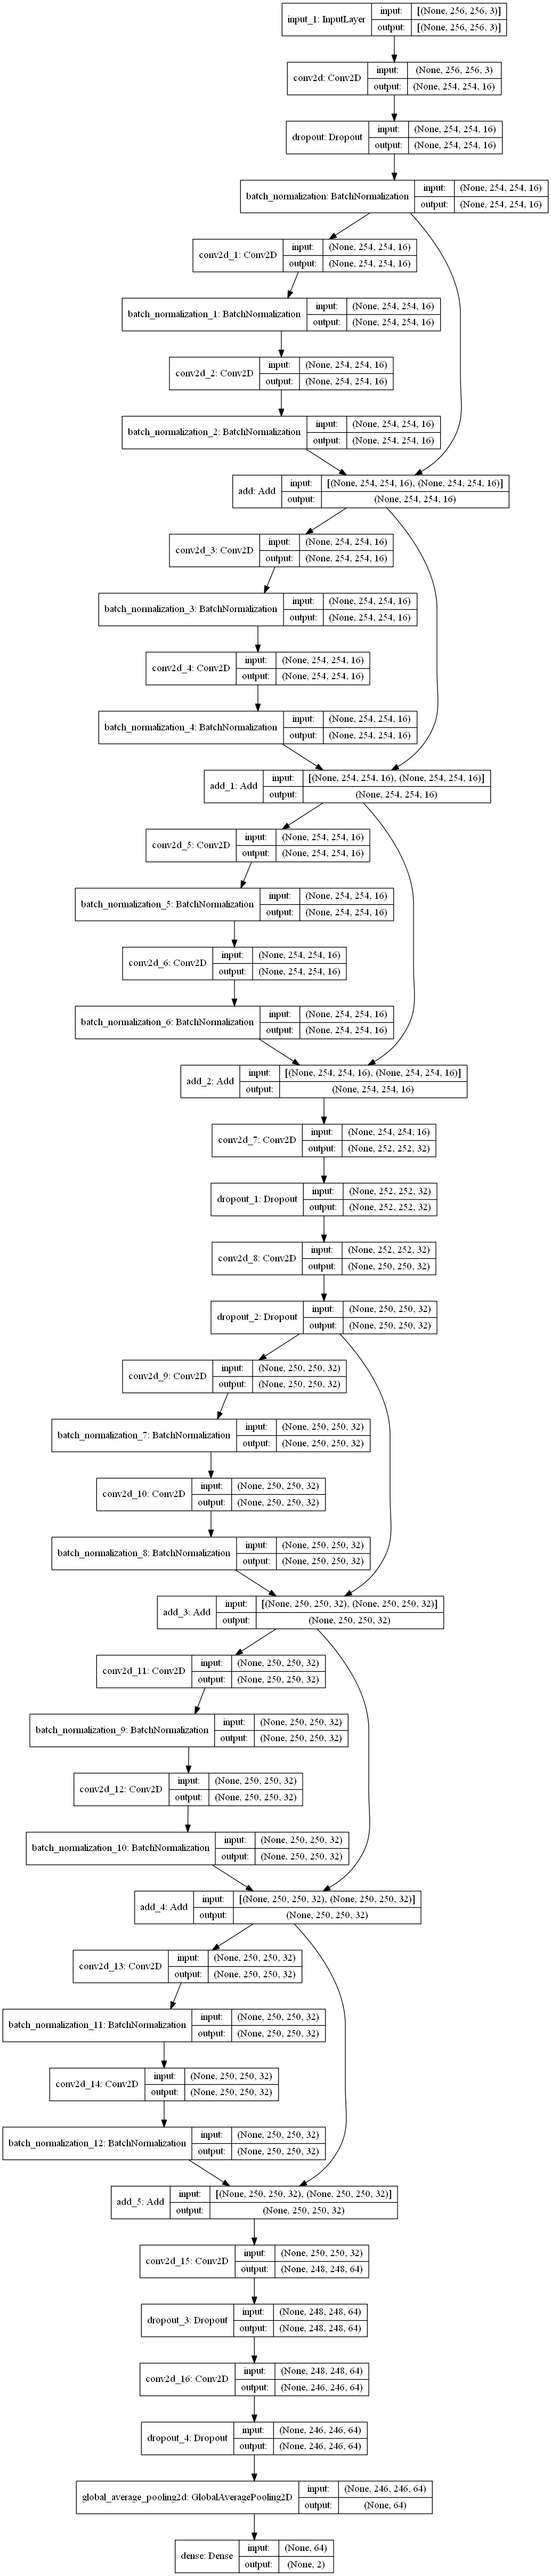 input_1: InputLayer
input: [(None, 256, 256, 3)]
output: [(None, 256, 256, 3)]
conv2d: Conv2D
input: (None, 256, 256, 3)
output: (None, 254, 254, 16)
dropout: Dropout
input: (None, 254, 254, 16)
output: (None, 254, 254, 16)
batch_normalization: BatchNormalization
input: (None, 254, 254, 16)
output: (None, 254, 254, 16)
conv2d_1: Conv2D
input: (None, 254, 254, 16)
output: (None, 254, 254, 16)
batch_normalization_1: BatchNormalization
input: (None, 254, 254, 16)
output: (None, 254, 254, 16)
conv2d_2: Conv2D
input: (None, 254, 254, 16)
output: (None, 254, 254, 16)
batch_normalization_2: BatchNormalization
input: (None, 254, 254, 16)
output: (None, 254, 254, 16)
add: Add
input: [(None, 254, 254, 16), (None, 254, 254, 16)]
output: (None, 254, 254, 16)
conv2d_3: Conv2D
input: (None, 254, 254, 16)
output: (None, 254, 254, 16)
batch_normalization_3: BatchNormalization
input: (None, 254, 254, 16)
output: (None, 254, 254, 16)
conv2d_4: Conv2D
input: (None, 254, 254, 16)
output: (None, 254, 254, 16)
batch_normalization_4: BatchNormalization
input: (None, 254, 254, 16)
output: (None, 254, 254, 16)
add_1: Add
input: [(None, 254, 254, 16), (None, 254, 254, 16)]
output: (None, 254, 254, 16)
conv2d_5: Conv2D
input: (None, 254, 254, 16)
output: (None, 254, 254, 16)
batch_normalization_5: BatchNormalization
input: (None, 254, 254, 16)
output: (None, 254, 254, 16)
conv2d_6: Conv2D
input: (None, 254, 254, 16)
output: (None, 254, 254, 16)
batch_normalization_6: BatchNormalization
input: (None, 254, 254, 16)
output: (None, 254, 254, 16)
add_2: Add
input: [(None, 254, 254, 16), (None, 254, 254, 16)]
output: (None, 254, 254, 16)
conv2d_7: Conv2D
input: (None, 254, 254, 16)
output: (None, 252, 252, 32)
dropout_1: Dropout
input: (None, 252, 252, 32)
output: (None, 252, 252, 32)
conv2d_8: Conv2D
input: (None, 252, 252, 32)
output: (None, 250, 250, 32)
dropout_2: Dropout
input: (None, 250, 250, 32)
output: (None, 250, 250, 32)
conv2d_9: Conv2D
input: (None, 250, 250, 32)
output: (None, 250, 250, 32)
batch_normalization_7: BatchNormalization
input: (None, 250, 250, 32)
output: (None, 250, 250, 32)
conv2d_10: Conv2D
input: (None, 250, 250, 32)
output: (None, 250, 250, 32)
batch_normalization_8: BatchNormalization
input: (None, 250, 250, 32)
output: (None, 250, 250, 32)
add_3: Add
input: [(None, 250, 250, 32), (None, 250, 250, 32)]
output: (None, 250, 250, 32)
conv2d_11: Conv2D
input: (None, 250, 250, 32)
output: (None, 250, 250, 32)
batch_normalization_9: BatchNormalization
input: (None, 250, 250, 32)
output: (None, 250, 250, 32)
conv2d_12: Conv2D
input: (None, 250, 250, 32)
output: (None, 250, 250, 32)
batch_normalization_10: BatchNormalization
input: (None, 250, 250, 32)
output: (None, 250, 250, 32)
add_4: Add
input: [(None, 250, 250, 32), (None, 250, 250, 32)]
output: (None, 250, 250, 32)
conv2d_13: Conv2D
input: (None, 250, 250, 32)
output: (None, 250, 250, 32)
batch_normalization_11: BatchNormalization
input: (None, 250, 250, 32)
output: (None, 250, 250, 32)
conv2d_14: Conv2D
input: (None, 250, 250, 32)
output: (None, 250, 250, 32)
batch_normalization_12: BatchNormalization
input: (None, 250, 250, 32)
output: (None, 250, 250, 32)
add_5: Add
input: [(None, 250, 250, 32), (None, 250, 250, 32)]
output: (None, 250, 250, 32)
conv2d_15: Conv2D
input: (None, 250, 250, 32)
output: (None, 248, 248, 64)
dropout_3: Dropout
input: (None, 248, 248, 64)
output: (None, 248, 248, 64)
conv2d_16: Conv2D
input: (None, 248, 248, 64)
output: (None, 246, 246, 64)
dropout_4: Dropout
input: (None, 246, 246, 64)
output: (None, 246, 246, 64)
global_average_pooling2d: GlobalAveragePooling2D
input: (None, 246, 246, 64)
output: (None, 64)
dense: Dense
input: (None, 64)
output: (None, 2)